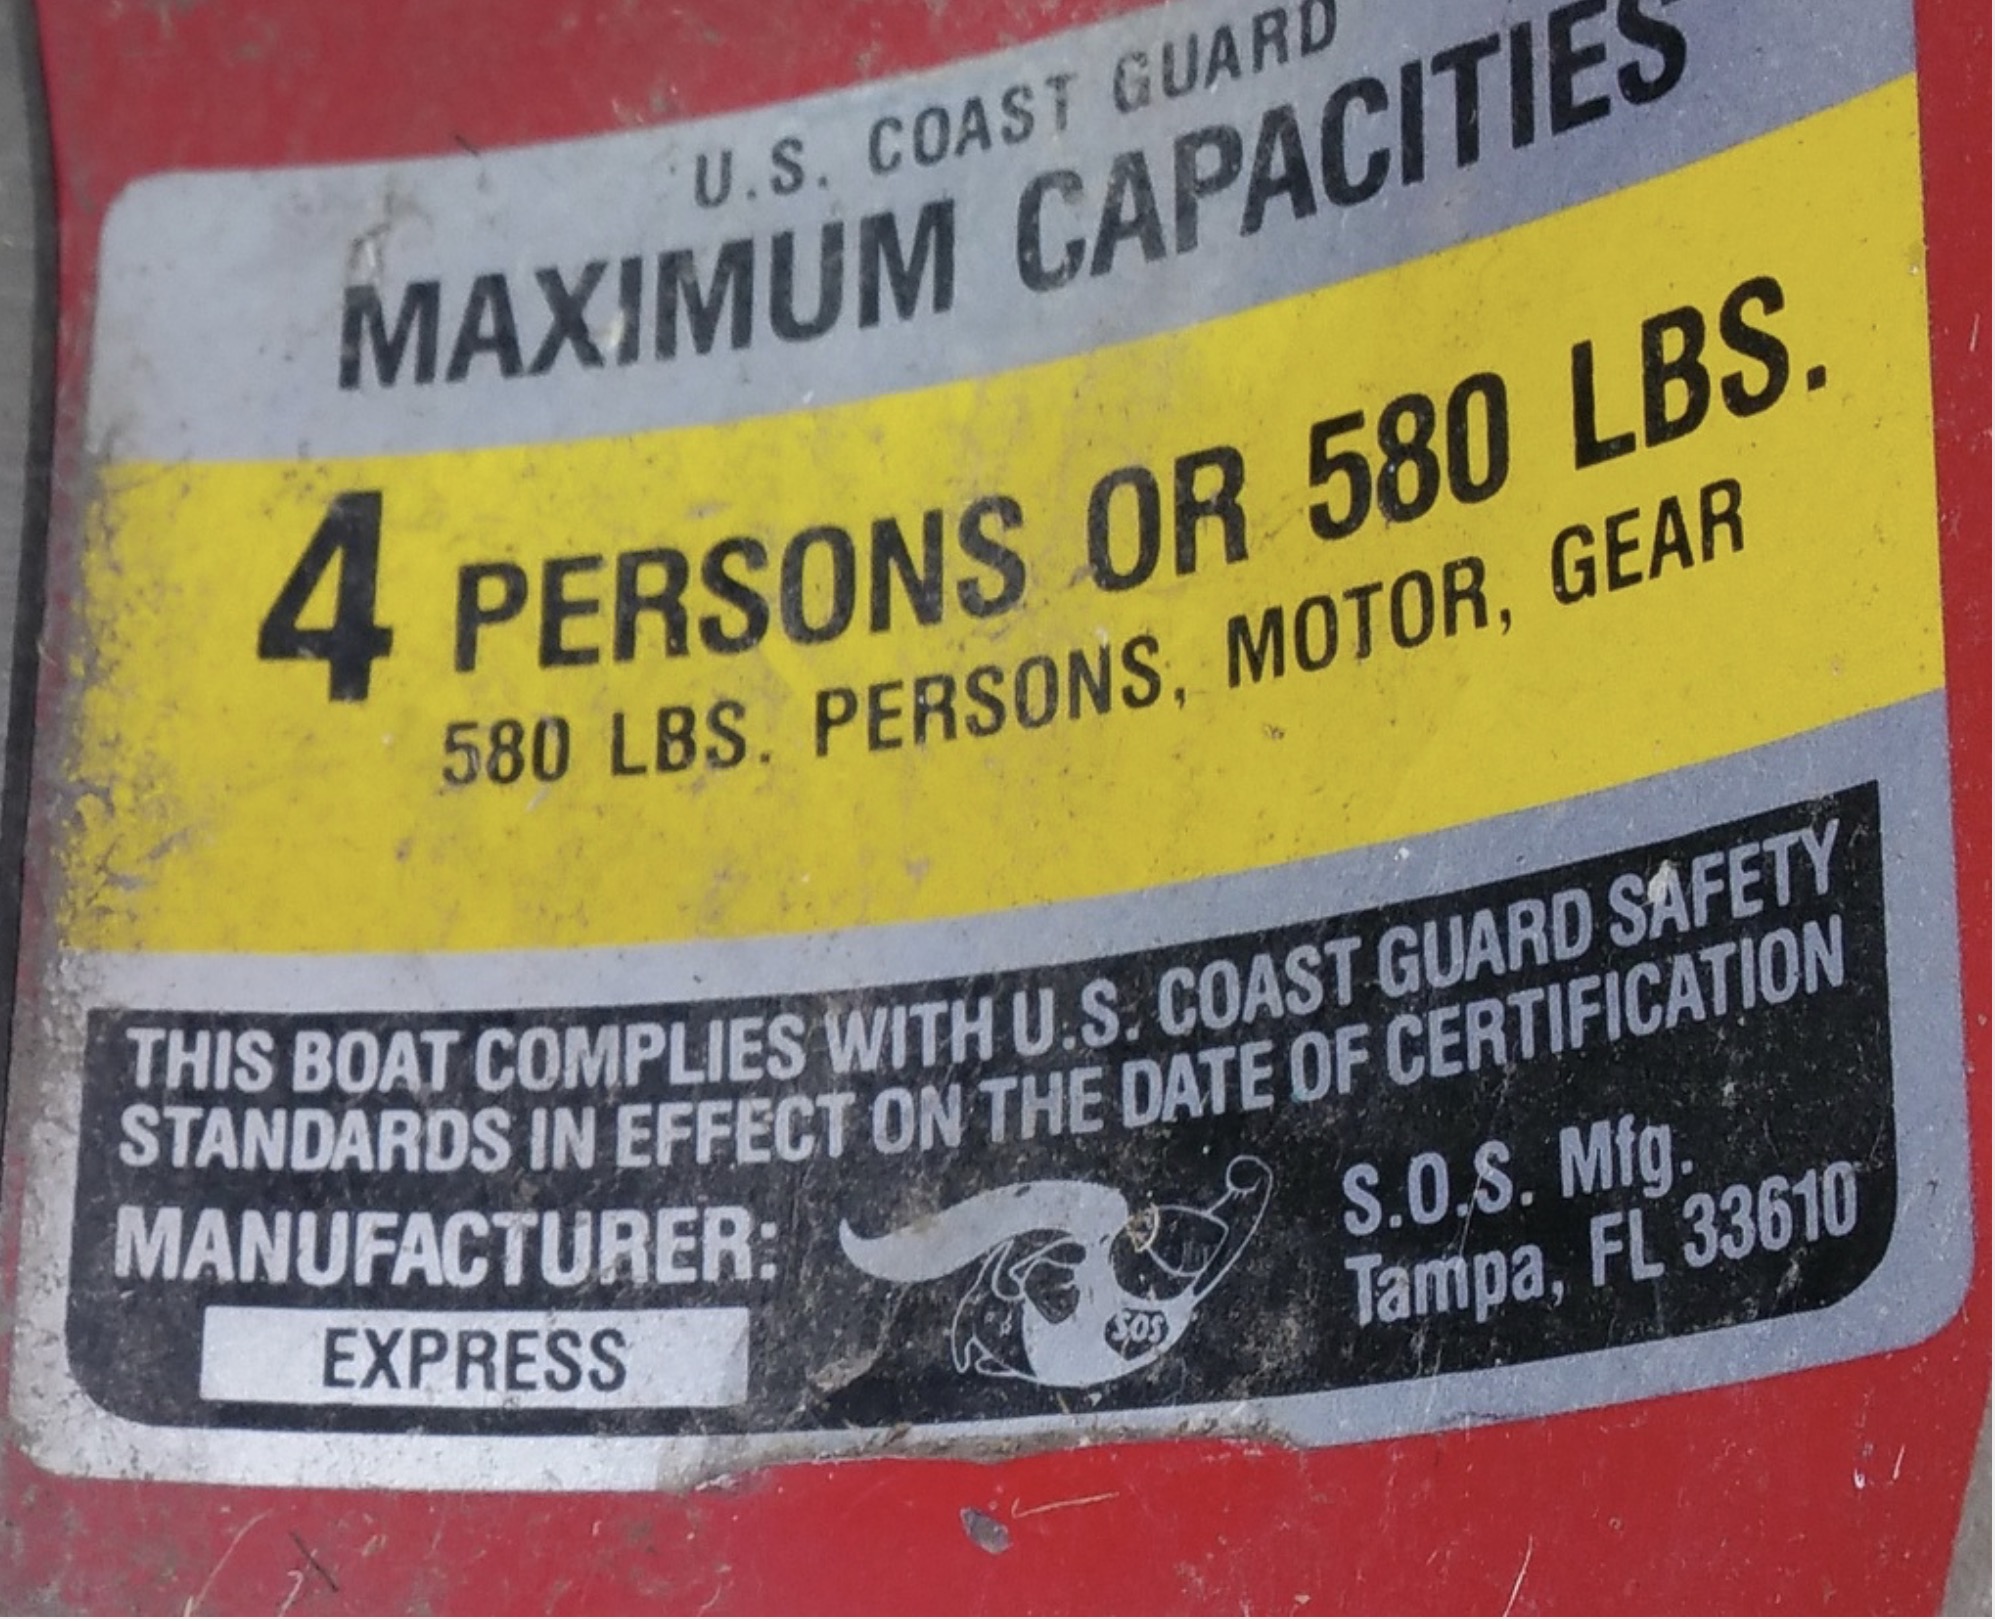 U.S. COAST GUARD
MAXIMUM CAPACITIES
4 PERSONS OR 580 LBS.
580 LBS. PERSONS, MOTOR, GEAR
THIS BOAT COMPLIES WITH U.S. COAST GUARD SAFETY
STANDARDS IN EFFECT ON THE DATE OF CERTIFICATION
MANUFACTURER:
EXPRESS
SOS
S.O.S. Mfg.
Tampa, FL 33610